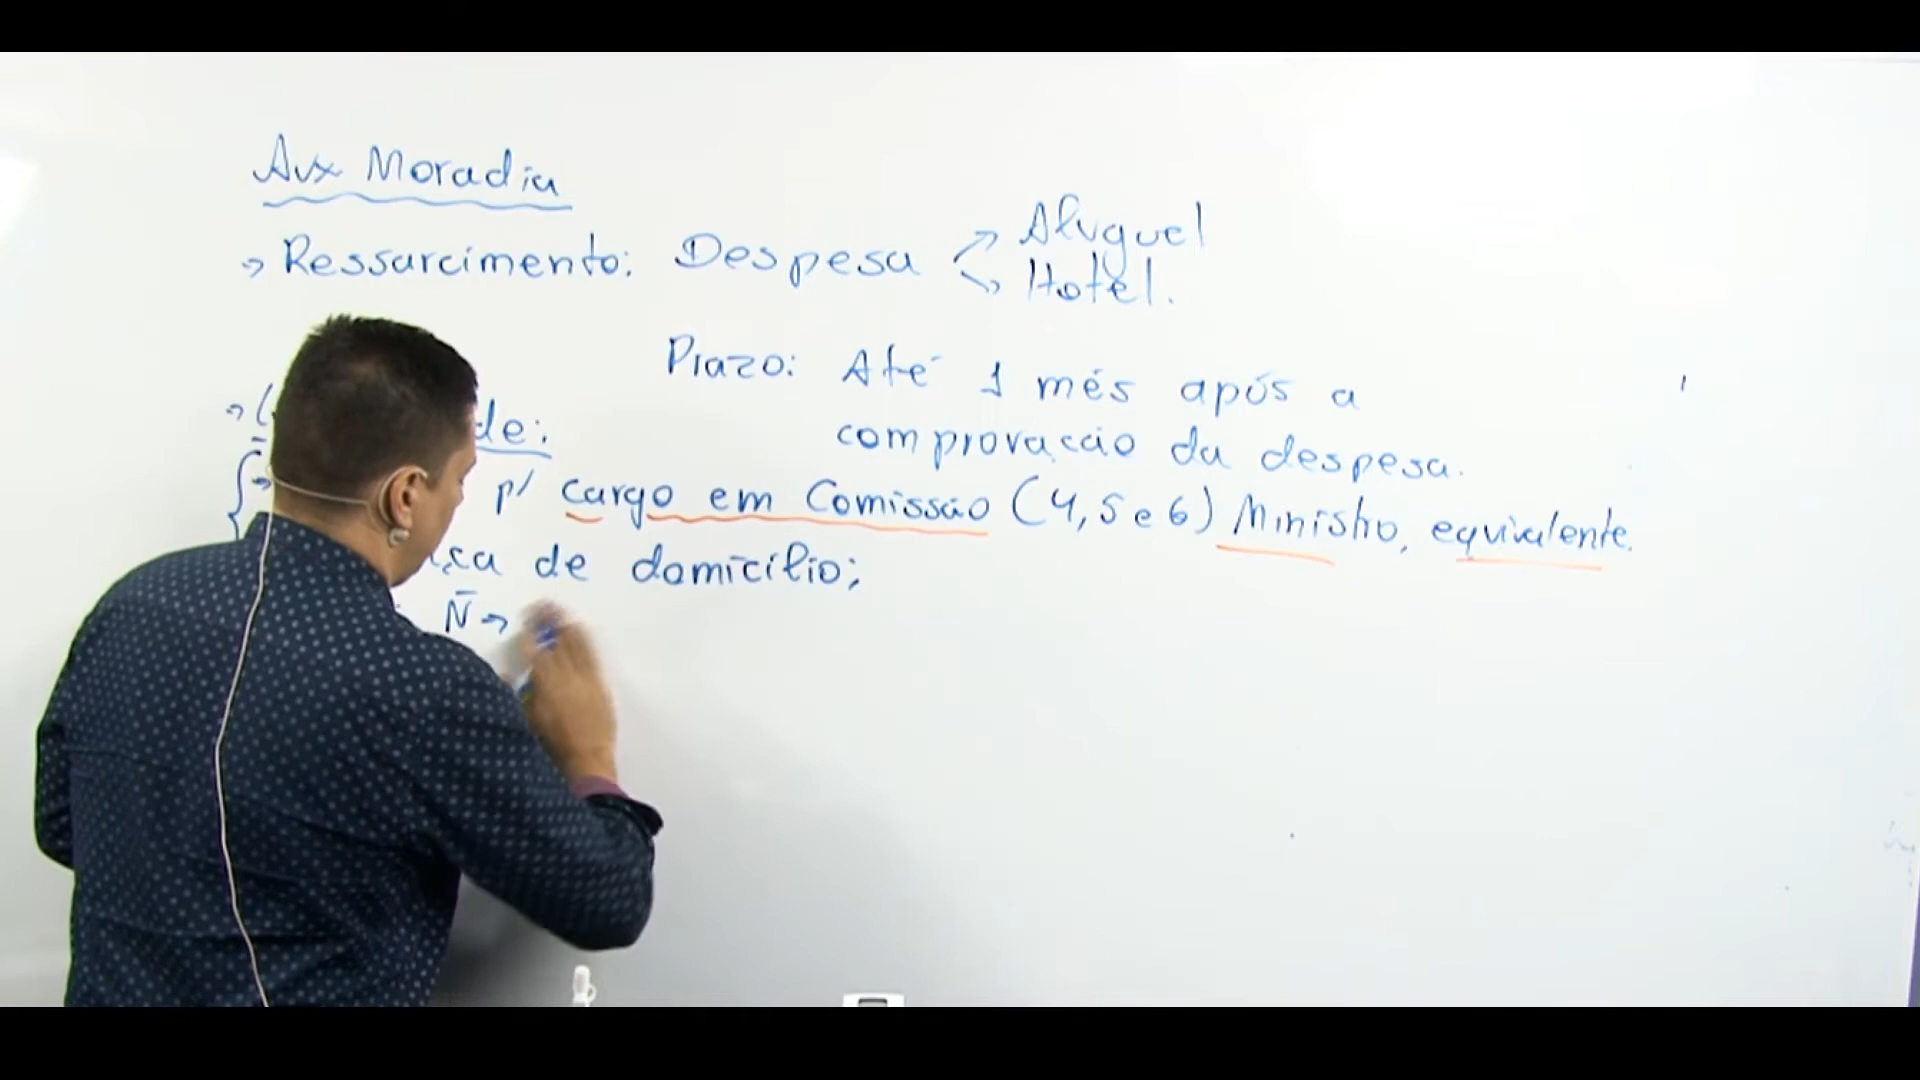 Aux Moradia
→ Ressarcimento: Despesa
Aluguel
Hotel.
Prazo: Até 1 mês após a
comprovação da despesa.
de:
p/ cargo em Comissão (4, 5 e 6) Ministro, equivalente.
de domicílio;
N̄ →